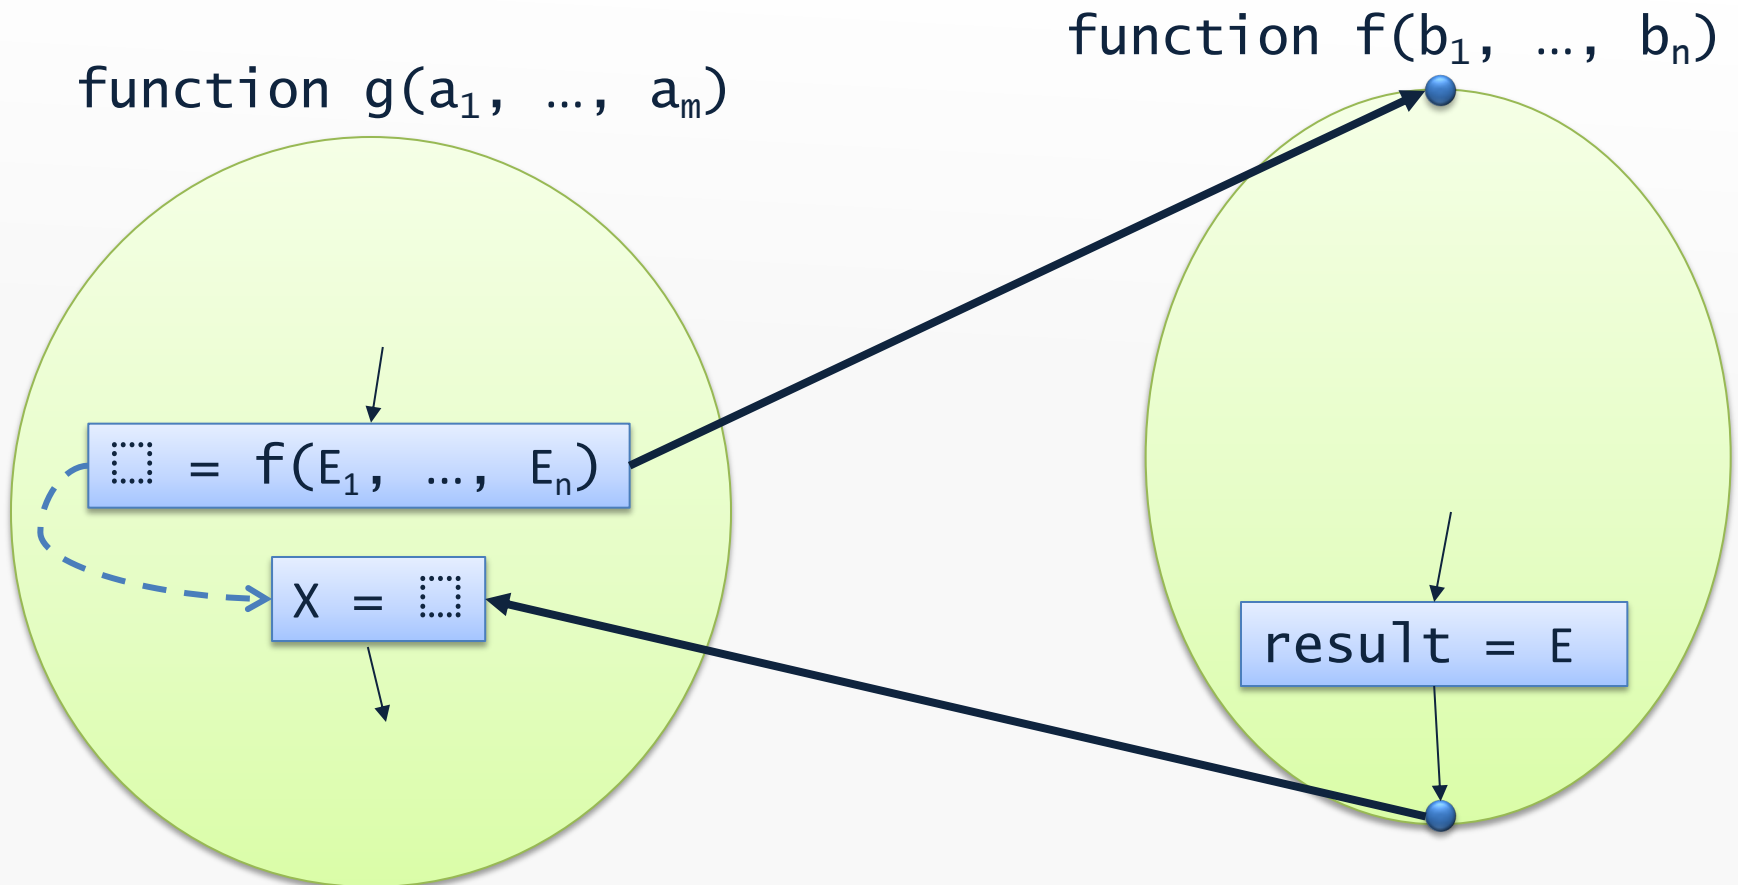 function f(b₁, …, bₙ)
function g(a₁, …, aₘ)
⬚ = f(E₁, …, Eₙ)
X = ⬚
result = E